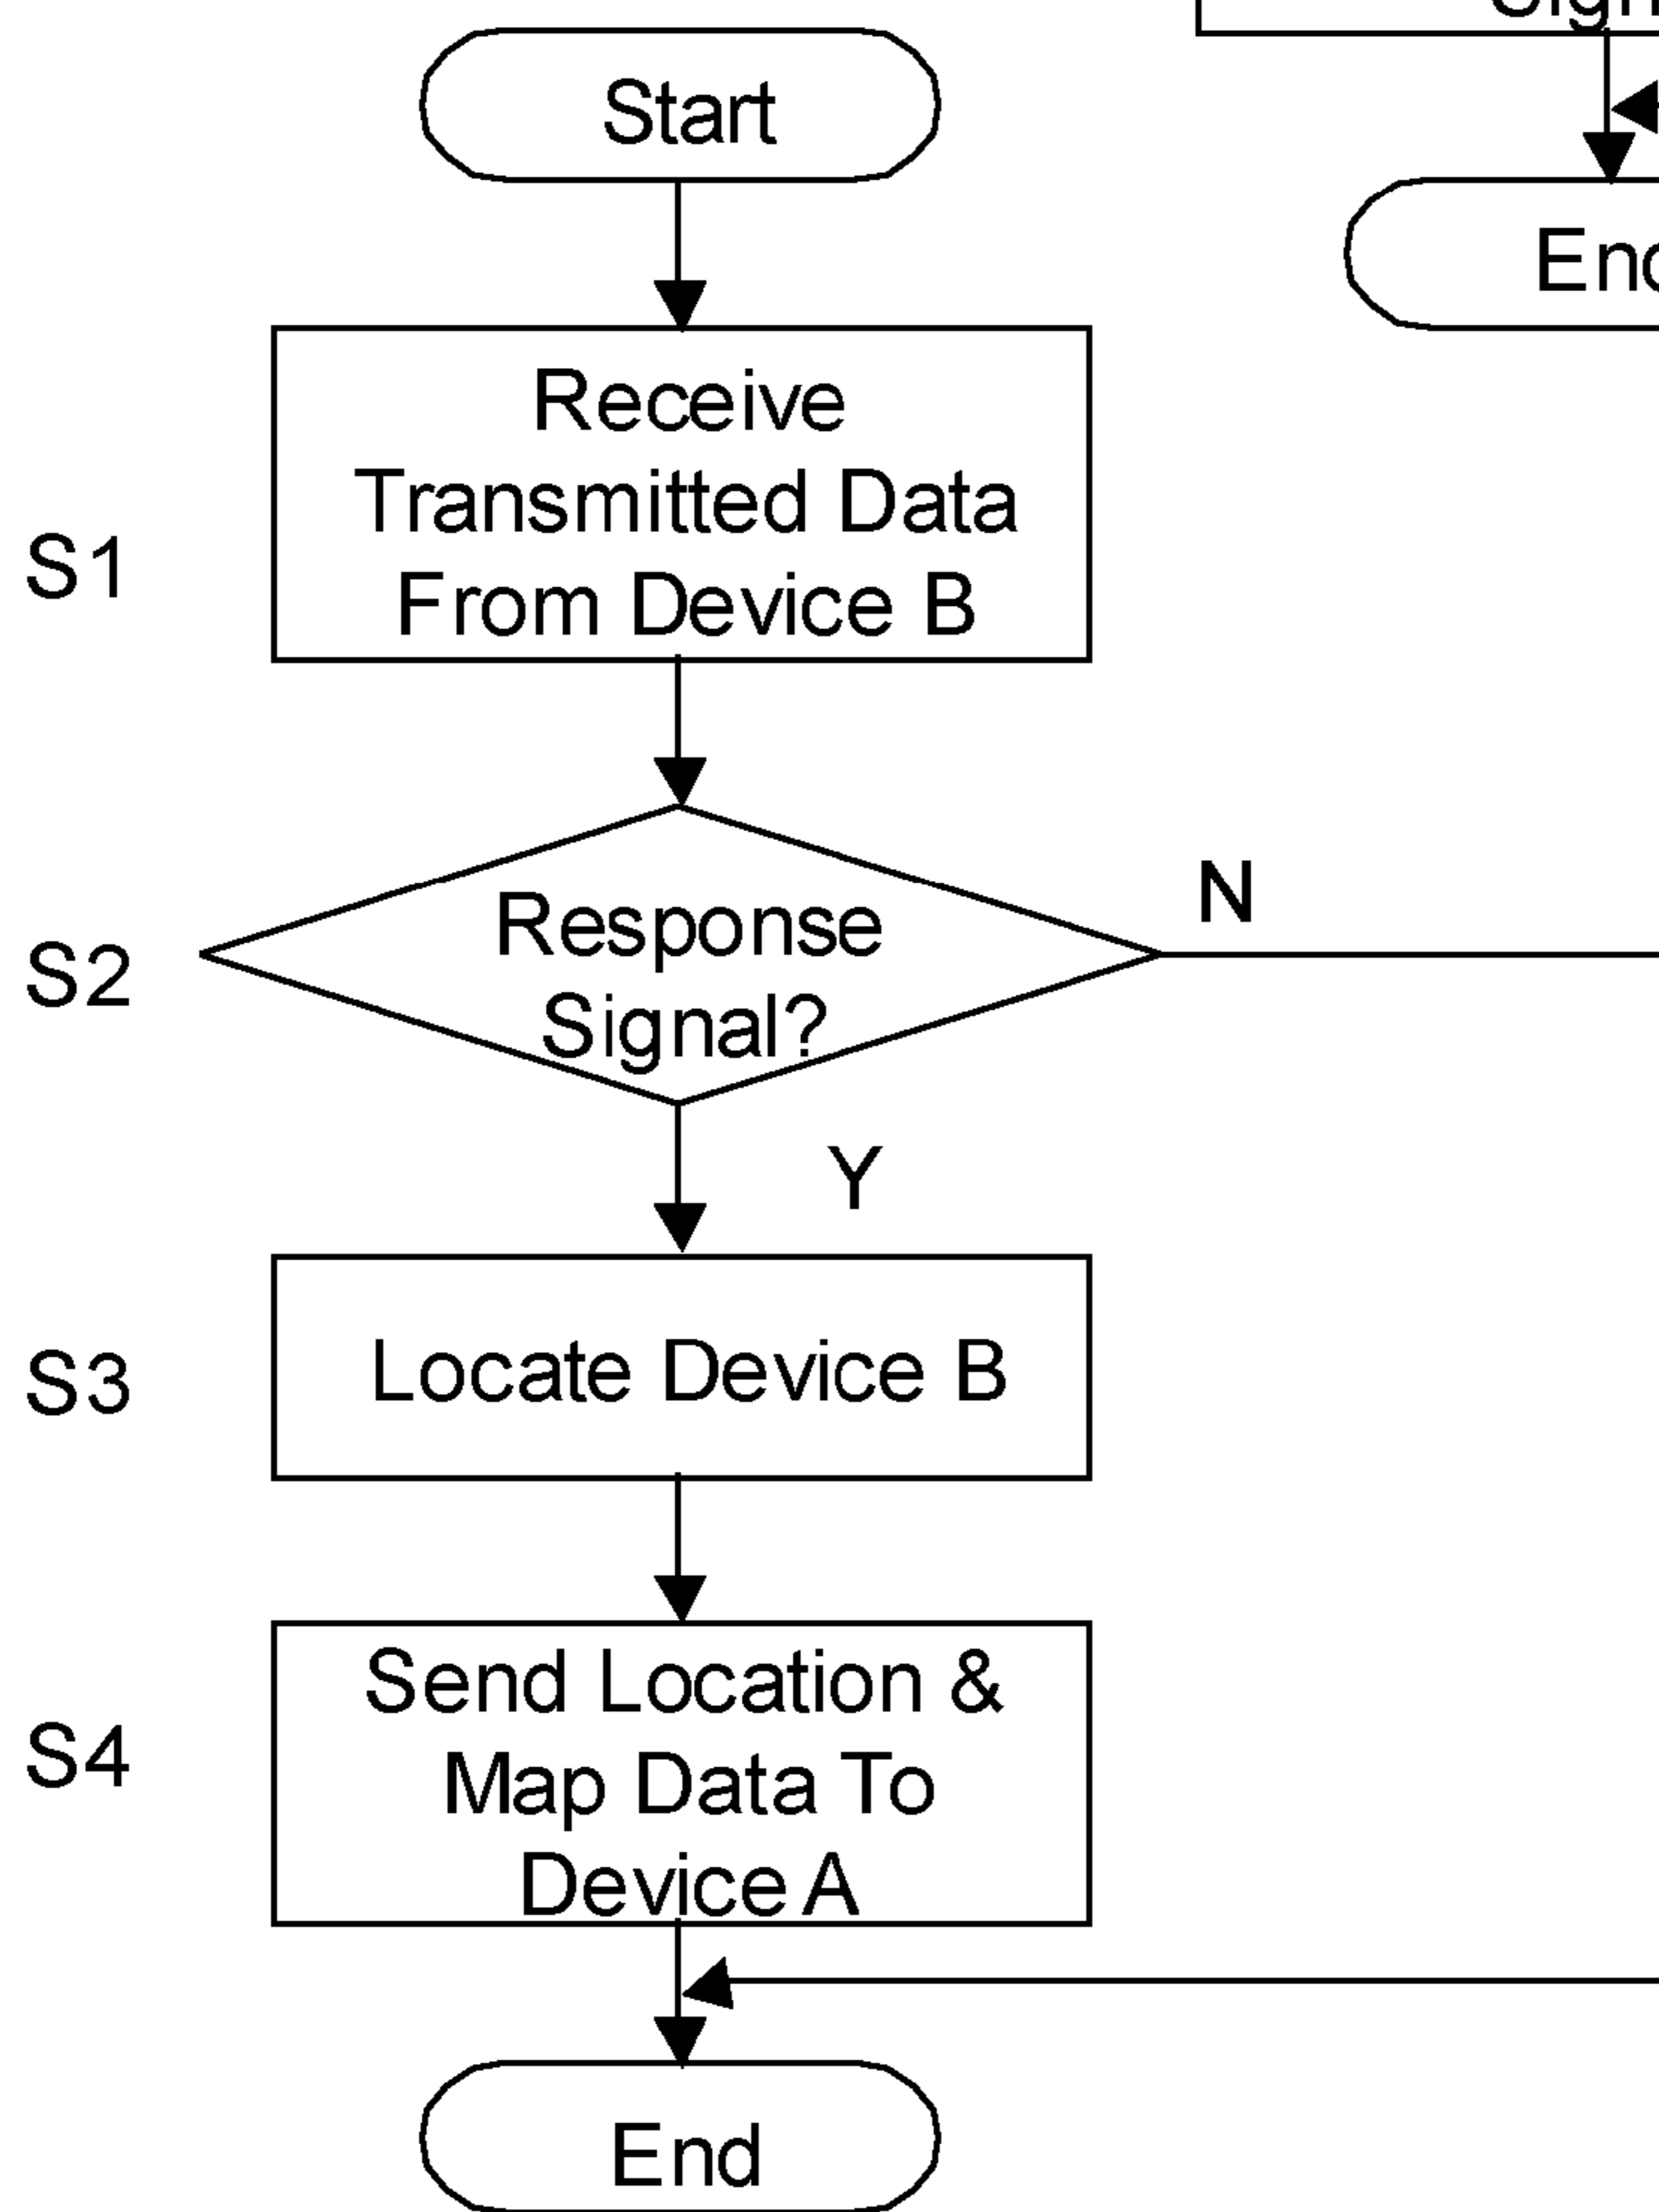 Start
S1
Receive
Transmitted Data
From Device B
S2
Response
Signal?
N
Y
S3
Locate Device B
S4
Send Location &
Map Data To
Device A
End